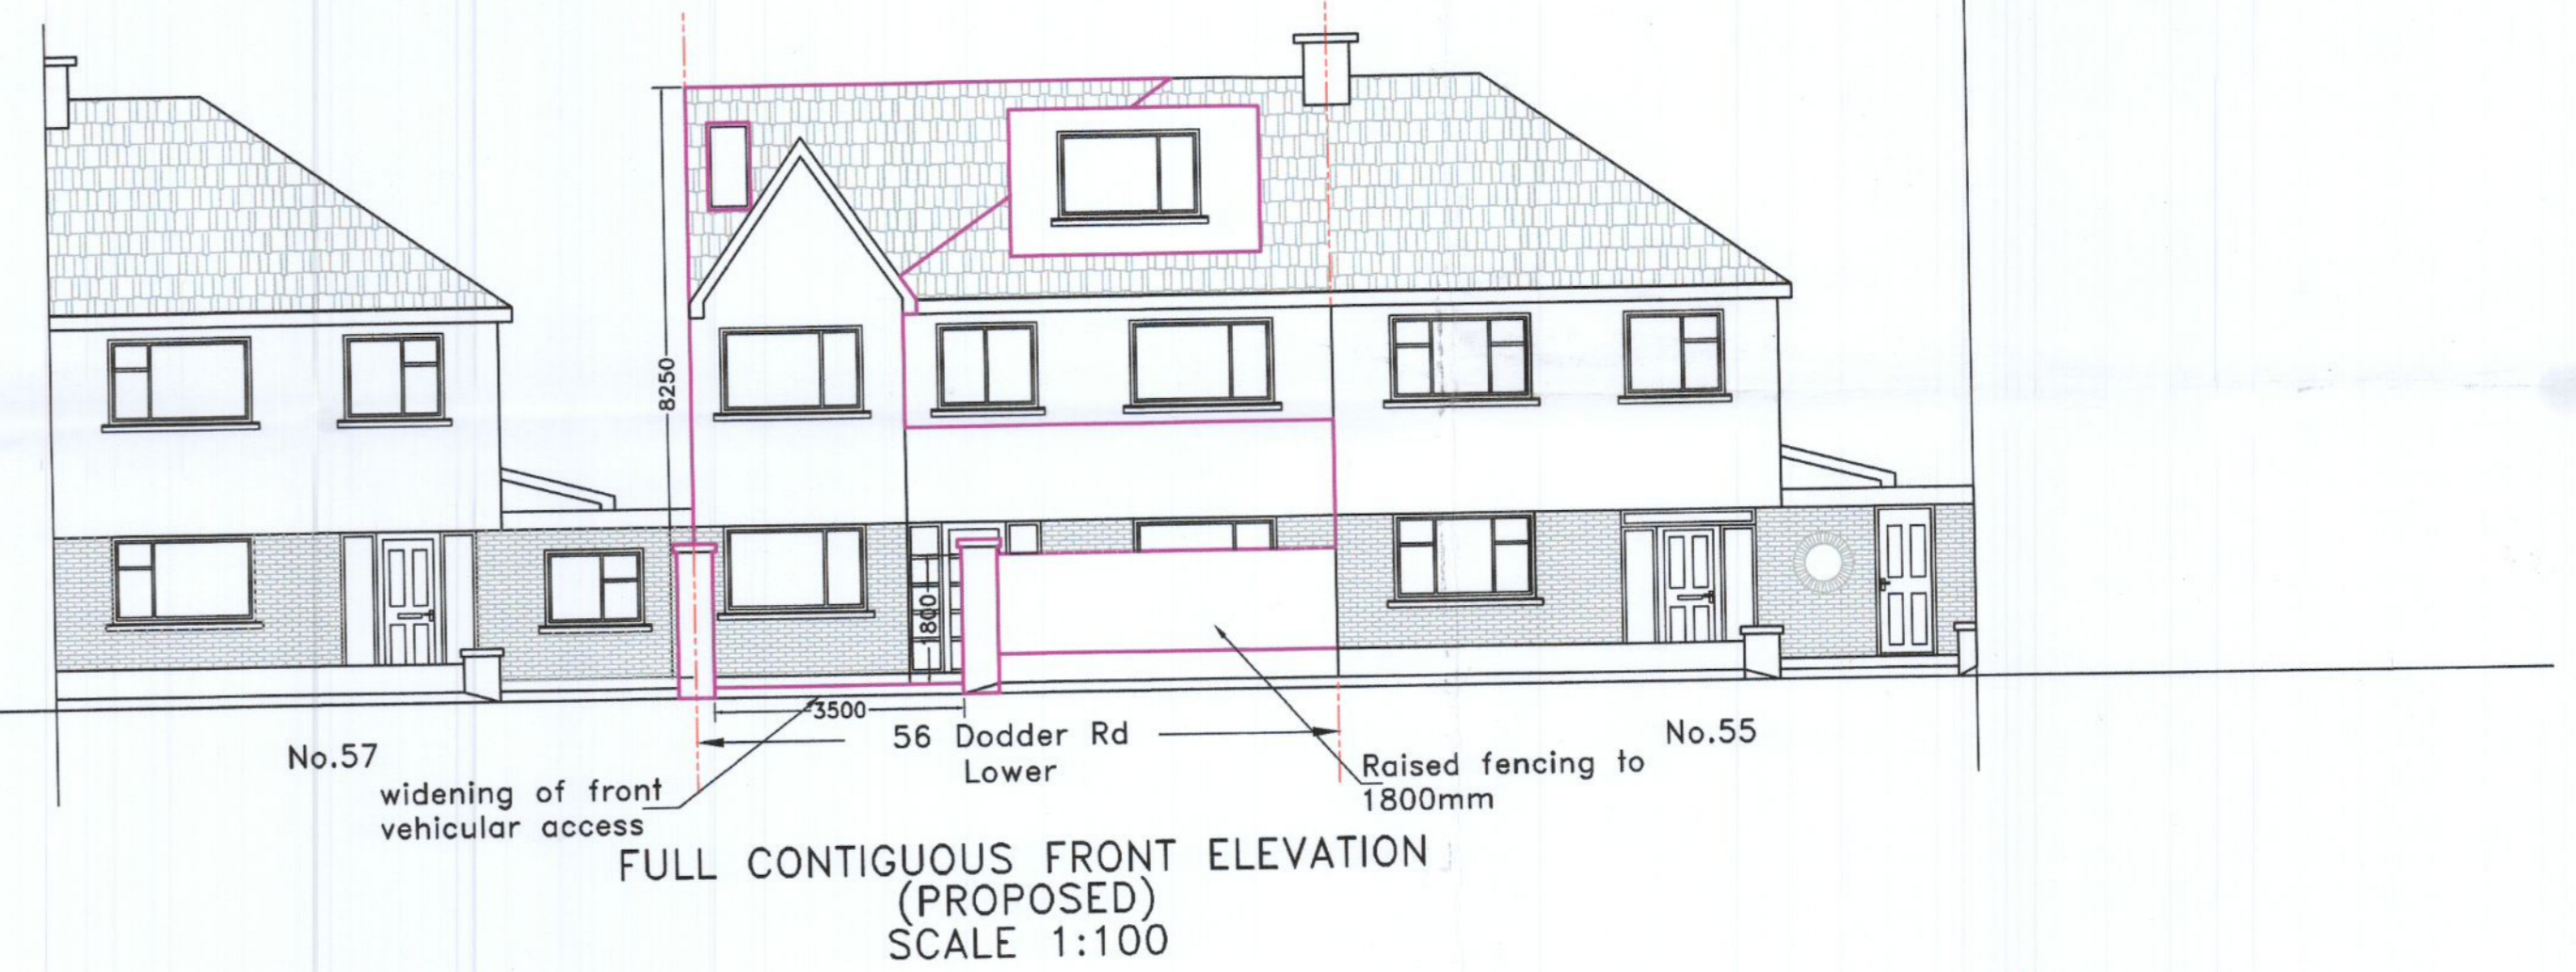 8250
1800
3500
56 Dodder Rd
Lower
No.57
No.55
widening of front
vehicular access
Raised fencing to
1800mm
FULL CONTIGUOUS FRONT ELEVATION
(PROPOSED)
SCALE 1:100